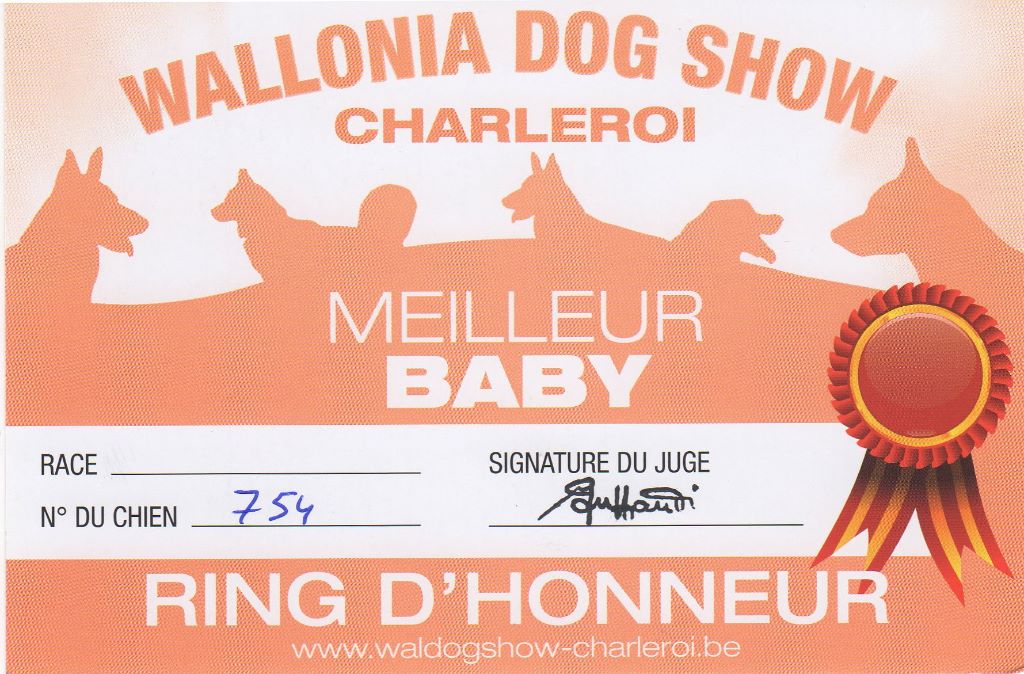 WALLONIA DOG SHOW
CHARLEROI
MEILLEUR
BABY
RACE
N° DU CHIEN 754
SIGNATURE DU JUGE
RING D'HONNEUR
www.waldogshow-charleroi.be